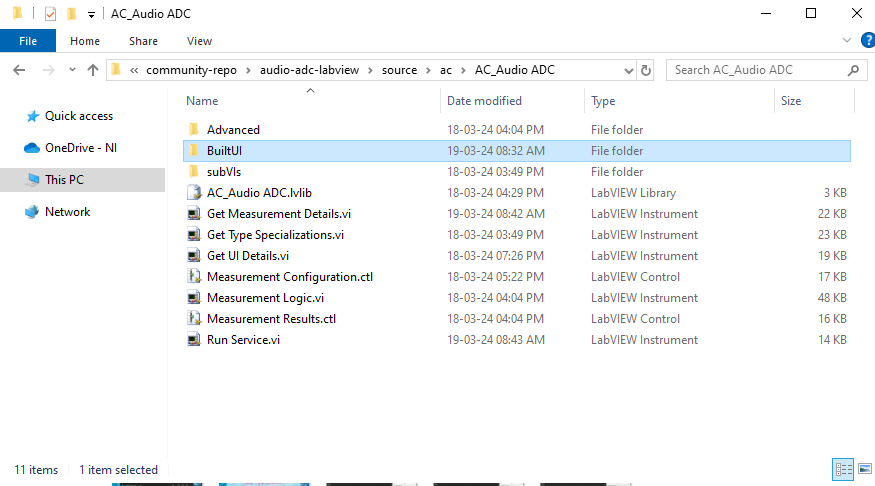 AC_Audio ADC
File Home Share View
« community-repo › audio-adc-labview › source › ac › AC_Audio ADC
Search AC_Audio ADC
Quick access
OneDrive - NI
This PC
Network
Name Date modified Type Size
Advanced 18-03-24 04:04 PM File folder
BuiltUI 19-03-24 08:32 AM File folder
subVIs 18-03-24 03:49 PM File folder
AC_Audio ADC.lvlib 18-03-24 04:29 PM LabVIEW Library 3 KB
Get Measurement Details.vi 19-03-24 08:42 AM LabVIEW Instrument 22 KB
Get Type Specializations.vi 18-03-24 03:49 PM LabVIEW Instrument 23 KB
Get UI Details.vi 18-03-24 07:26 PM LabVIEW Instrument 19 KB
Measurement Configuration.ctl 18-03-24 05:22 PM LabVIEW Control 17 KB
Measurement Logic.vi 18-03-24 04:04 PM LabVIEW Instrument 48 KB
Measurement Results.ctl 18-03-24 04:04 PM LabVIEW Control 16 KB
Run Service.vi 19-03-24 08:43 AM LabVIEW Instrument 14 KB
11 items 1 item selected